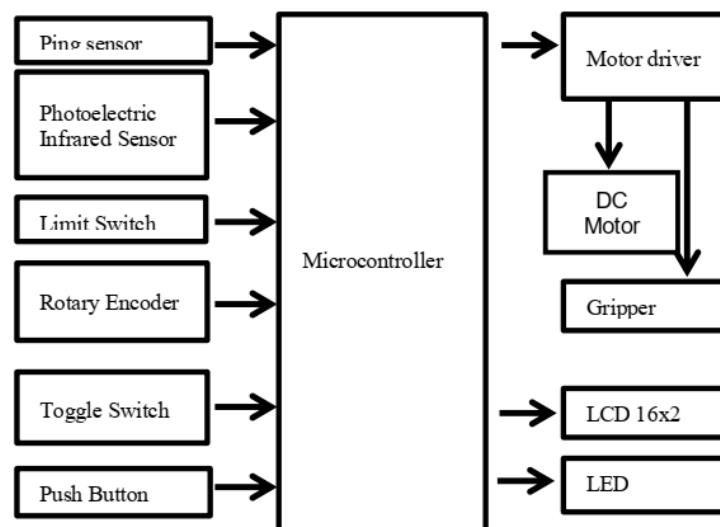 Ping sensor
Photoelectric
Infrared Sensor
Limit Switch
Rotary Encoder
Toggle Switch
Push Button
Microcontroller
Motor driver
DC
Motor
Gripper
LCD 16x2
LED